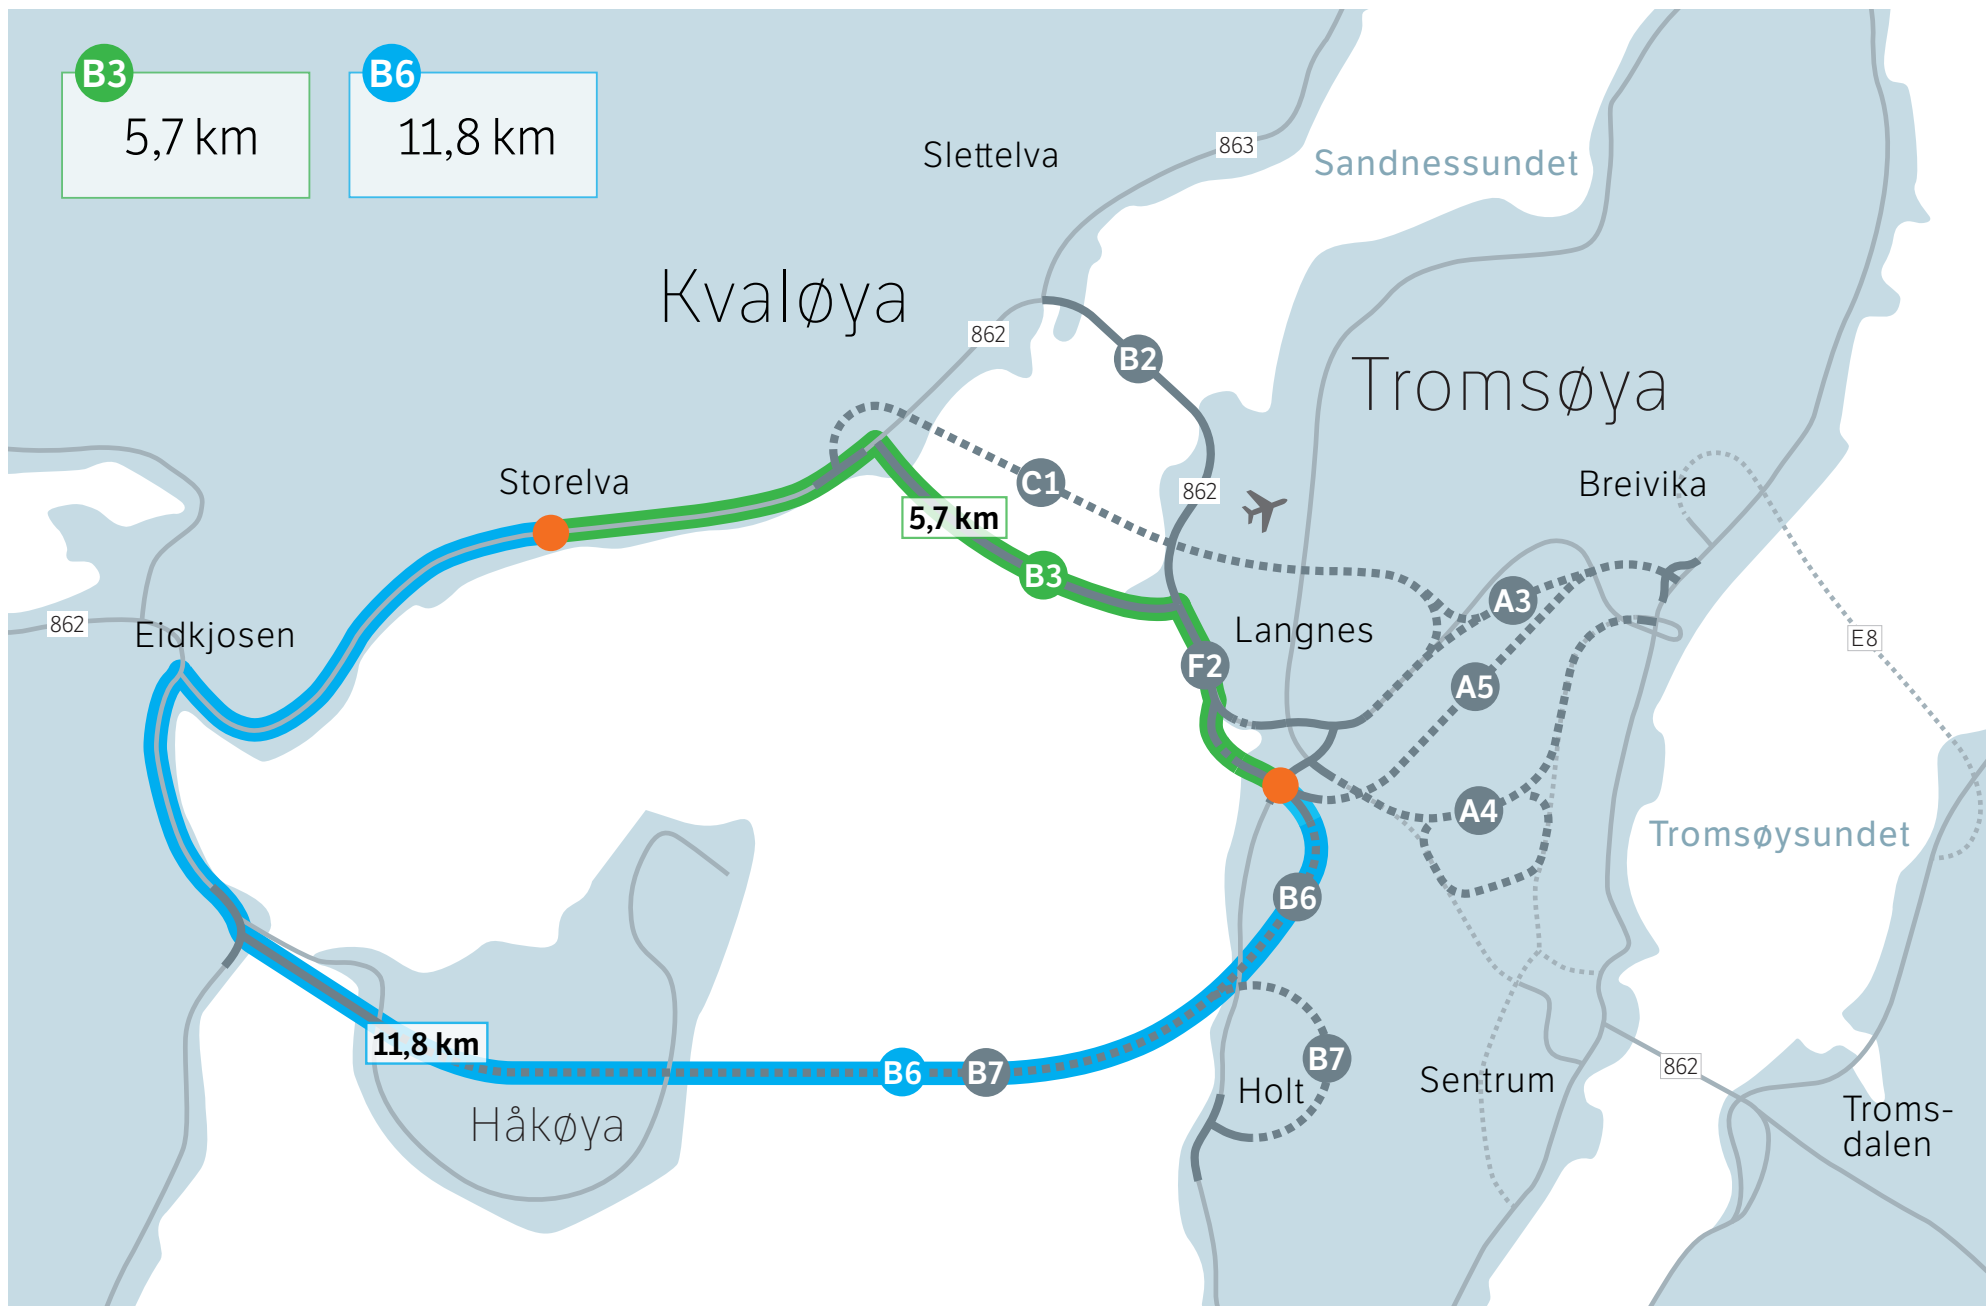 B3
5,7 km
B6
11,8 km
Slettelva
863
Sandnessundet
Kvaløya
862
B2
Tromsøya
Storelva
C1
862
Breivika
5,7 km
B3
A3
862
Eidkjosen
Langnes
E8
F2
A5
A4
Tromsøysundet
B6
11,8 km
B6
B7
B7
862
Holt
Sentrum
Håkøya
Troms-
dalen